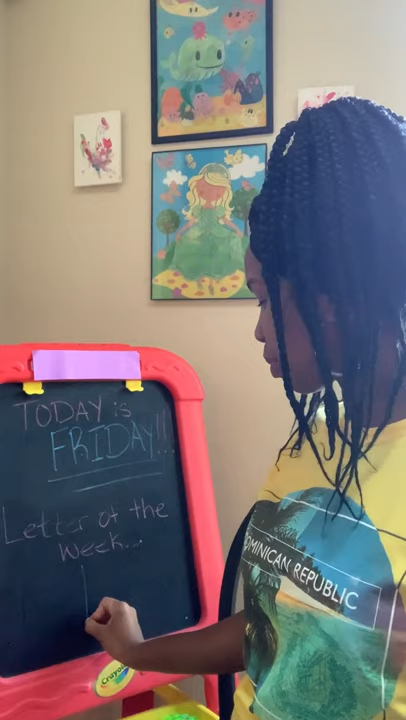 TODAY is
FRIDAY!!!
Letter of the
Week...
Crayola
DOMINICAN REPUBLIC